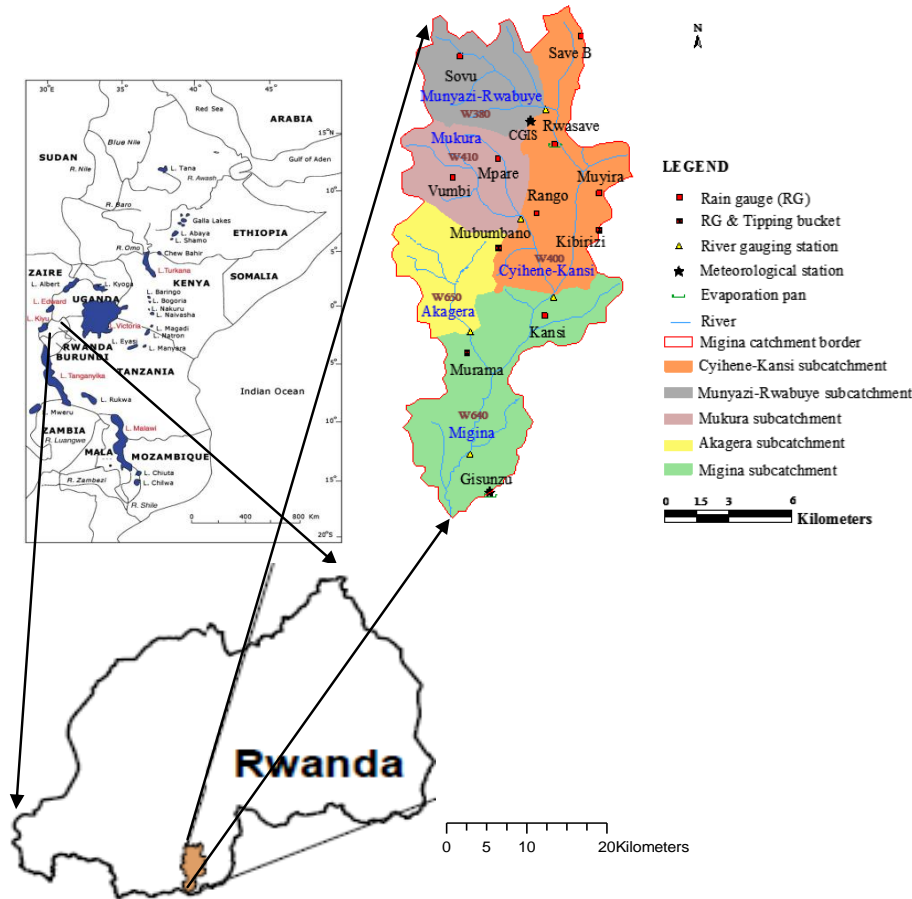 30°E
35°
40°
45°
Red Sea
ARABIA
15°N
Blue Nile
SUDAN
R. Nile
L. Tana
Gulf of Aden
R. Awash
10°
R. Baro
Galla Lakes
L. Abaya
L. Shamo
ETHIOPIA
R. Omo
Chew Bahir
5°
ZAIRE
L. Turkana
L. Albert
L. Kyoga
KENYA
SOMALIA
UGANDA
L. Baringo
L. Bogoria
L. Edward
L. Nakuru
L. Naivasha
0°
L. Kiyu
L. Victoria
L. Magadi
L. Natron
RWANDA
L. Eyasi
L. Manyara
BURUNDI
TANZANIA
5°
L. Tanganyika
Indian Ocean
L. Rukwa
L. Mweru
10°
ZAMBIA
L. Malawi
R. Luangwe
MALA
MOZAMBIQUE
L. Chiuta
15°
R. Zambezi
L. Chilwa
R. Shile
0 400 800 Km
20°S
N
Save B
Sovu
Munyazi-Rwabuye
W380
CGIS
Rwasave
Mukura
W410
Mpare
Muyira
Vumbi
Rango
Mubumbano
Kibirizi
W400
Cyihene-Kansi
W650
Akagera
Kansi
Murama
W640
Migina
Gisunzu
LEGEND
Rain gauge (RG)
RG & Tipping bucket
River gauging station
Meteorological station
Evaporation pan
River
Migina catchment border
Cyihene-Kansi subcatchment
Munyazi-Rwabuye subcatchment
Mukura subcatchment
Akagera subcatchment
Migina subcatchment
0 1.5 3 6
Kilometers
Rwanda
0 5 10 20Kilometers